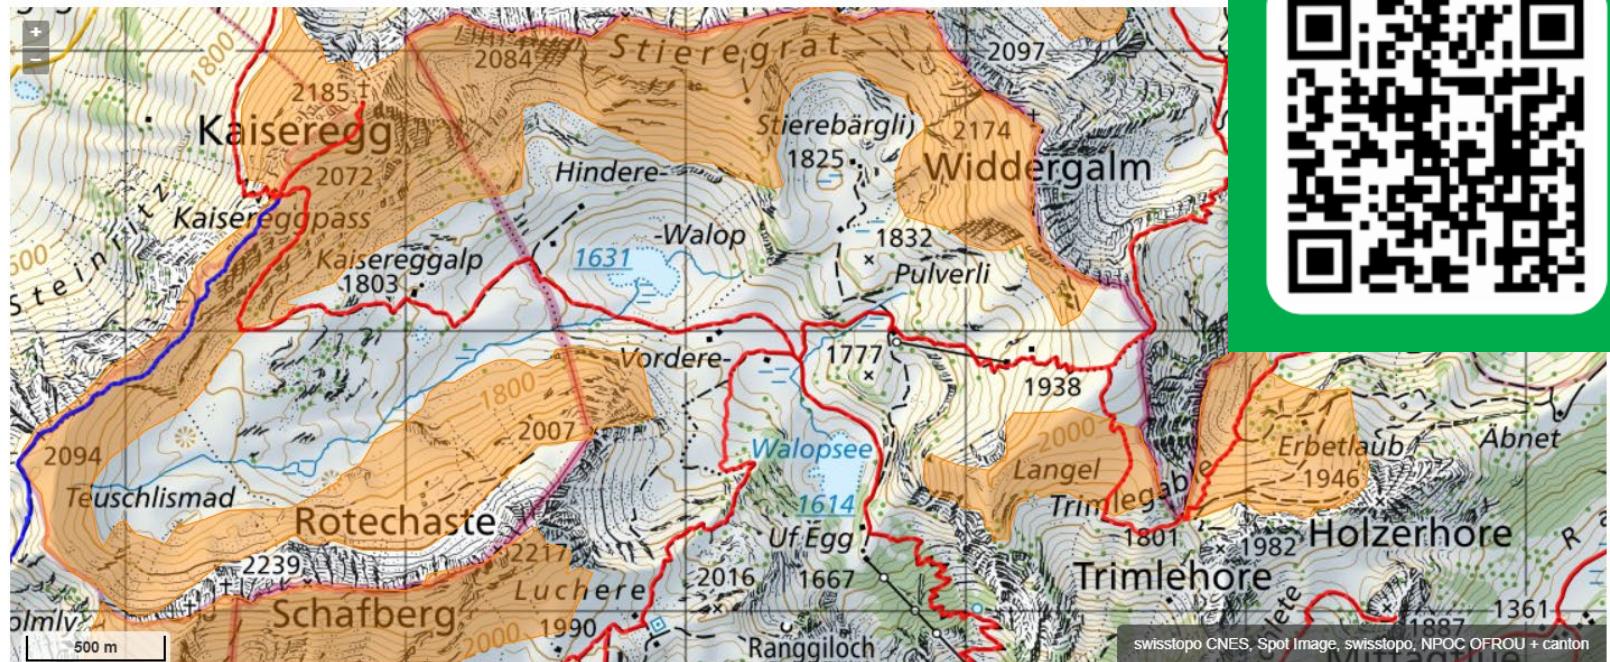 +
−
1800
2185
2084
Stieregrat
2097
Kaiseregg
Stierebärgli)
2174
1825
Widdergalm
Hindere-
2072
Kaisereggpass
Steinritz
-Walop
1832
1631
Kaisereggalp
1803
Pulverli
Vordere-
1777
1938
1800
2007
2000
Erbetlaub
Äbnet
Walopsee
2094
Langel
1946
Teuschlismad
1614
Trimlegabe
Rotechaste
1801
1982
Holzerhore
Uf Egg
2217
2239
Trimlehore
2016
1667
Luchere
Schafberg
1361
1990
2000
500 m
Ranggiloch
1887
swisstopo CNES, Spot Image, swisstopo, NPOC OFROU + canton